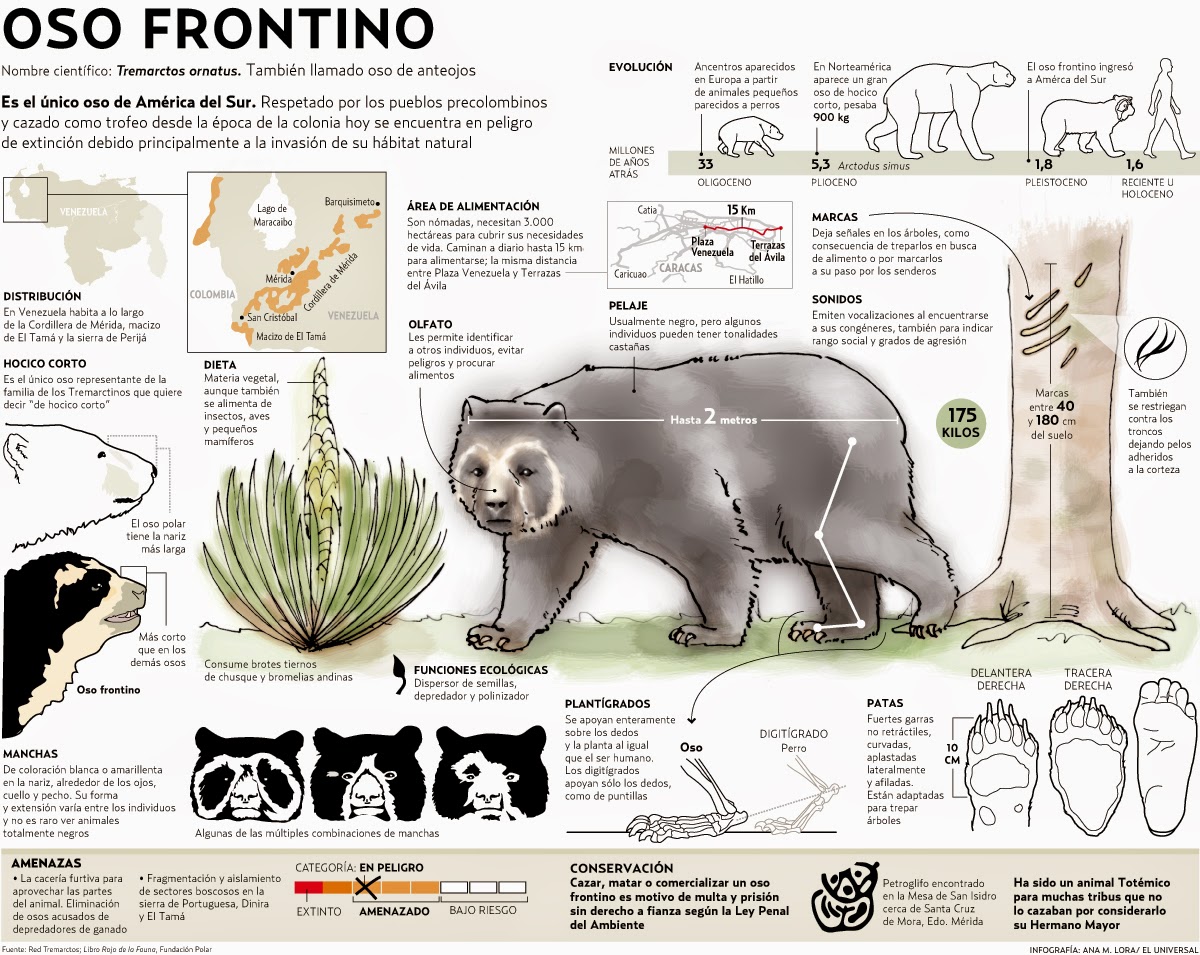 OSO FRONTINO
Nombre científico: Tremarctos ornatus. También llamado oso de anteojos
Es el único oso de América del Sur. Respetado por los pueblos precolombinos
y cazado como trofeo desde la época de la colonia hoy se encuentra en peligro
de extinción debido principalmente a la invasión de su hábitat natural
EVOLUCIÓN
Ancentros aparecidos
en Europa a partir
de animales pequeños
parecidos a perros
En Norteamérica
aparece un gran
oso de hocico
corto, pesaba
900 kg
El oso frontino ingresó
a Amérca del Sur
MILLONES
DE AÑOS
ATRÁS
33
5,3 Arctodus simus
1,8
1,6
OLIGOCENO
PLIOCENO
PLEISTOCENO
RECIENTE U
HOLOCENO
VENEZUELA
Lago de
Maracaibo
Barquisimeto
Mérida
Cordillera de Mérida
COLOMBIA
San Cristóbal
VENEZUELA
Macizo de El Tamá
DISTRIBUCIÓN
En Venezuela habita a lo largo
de la Cordillera de Mérida, macizo
de El Tamá y la sierra de Perijá
ÁREA DE ALIMENTACIÓN
Son nómadas, necesitan 3.000
hectáreas para cubrir sus necesidades
de vida. Caminan a diario hasta 15 km
para alimentarse; la misma distancia
entre Plaza Venezuela y Terrazas
del Ávila
Catia
15 Km
Plaza
Venezuela
Terrazas
del Ávila
CARACAS
Caricuao
El Hatillo
MARCAS
Deja señales en los árboles, como
consecuencia de treparlos en busca
de alimento o por marcarlos
a su paso por los senderos
SONIDOS
Emiten vocalizaciones al encuentrarse
a sus congéneres, también para indicar
rango social y grados de agresión
PELAJE
Usualmente negro, pero algunos
individuos pueden tener tonalidades
castañas
OLFATO
Les permite identificar
a otros individuos, evitar
peligros y procurar
alimentos
HOCICO CORTO
Es el único oso representante de la
familia de los Tremarctinos que quiere
decir "de hocico corto"
DIETA
Materia vegetal,
aunque también
se alimenta de
insectos, aves
y pequeños
mamíferos
Hasta 2 metros
175
KILOS
Marcas
entre 40
y 180 cm
del suelo
También
se restriegan
contra los
troncos
dejando pelos
adheridos
a la corteza
El oso polar
tiene la nariz
más larga
Más corto
que en los
demás osos
Oso frontino
Consume brotes tiernos
de chusque y bromelias andinas
FUNCIONES ECOLÓGICAS
Dispersor de semillas,
depredador y polinizador
MANCHAS
De coloración blanca o amarillenta
en la nariz, alrededor de los ojos,
cuello y pecho. Su forma
y extensión varía entre los individuos
y no es raro ver animales
totalmente negros
Algunas de las múltiples combinaciones de manchas
PLANTÍGRADOS
Se apoyan enteramente
sobre los dedos
y la planta al igual
que el ser humano.
Los digitígrados
apoyan sólo los dedos,
como de puntillas
Oso
DIGITÍGRADO
Perro
PATAS
Fuertes garras
no retráctiles,
curvadas,
aplastadas
lateralmente
y afiladas.
Están adaptadas
para trepar
árboles
DELANTERA
DERECHA
TRACERA
DERECHA
10
CM
AMENAZAS
• La cacería furtiva para
aprovechar las partes
del animal. Eliminación
de osos acusados de
depredadores de ganado
• Fragmentación y aislamiento
de sectores boscosos en la
sierra de Portuguesa, Dinira
y El Tamá
CATEGORÍA: EN PELIGRO
EXTINTO
AMENAZADO
BAJO RIESGO
CONSERVACIÓN
Cazar, matar o comercializar un oso
frontino es motivo de multa y prisión
sin derecho a fianza según la Ley Penal
del Ambiente
Petroglifo encontrado
en la Mesa de San Isidro
cerca de Santa Cruz
de Mora, Edo. Mérida
Ha sido un animal Totémico
para muchas tribus que no
lo cazaban por considerarlo
su Hermano Mayor
Fuente: Red Tremarctos; Libro Rojo de la Fauna, Fundación Polar
INFOGRAFÍA: ANA M. LORA/ EL UNIVERSAL